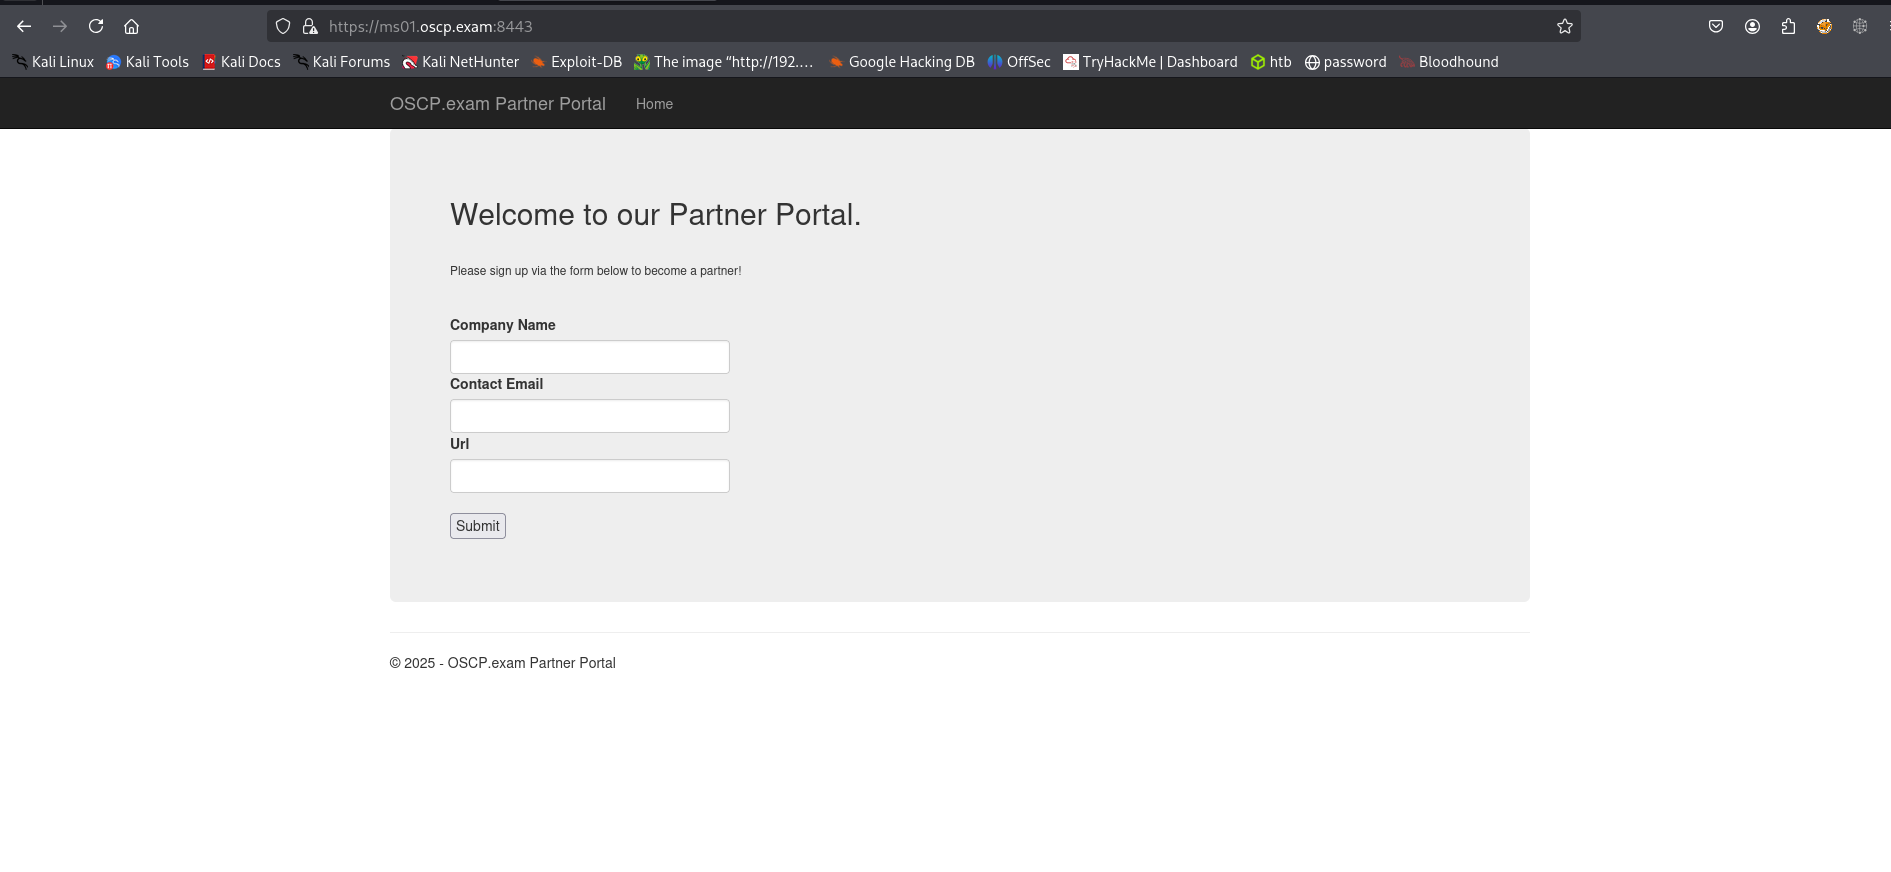 https://ms01.oscp.exam:8443
Kali Linux Kali Tools Kali Docs Kali Forums Kali NetHunter Exploit-DB The image “http://192.… Google Hacking DB OffSec TryHackMe | Dashboard htb password Bloodhound
OSCP.exam Partner Portal Home
Welcome to our Partner Portal.
Please sign up via the form below to become a partner!
Company Name
Contact Email
Url
Submit
© 2025 - OSCP.exam Partner Portal